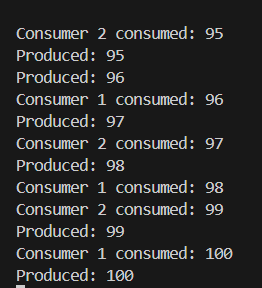 Consumer 2 consumed: 95
Produced: 95
Produced: 96
Consumer 1 consumed: 96
Produced: 97
Consumer 2 consumed: 97
Produced: 98
Consumer 1 consumed: 98
Consumer 2 consumed: 99
Produced: 99
Consumer 1 consumed: 100
Produced: 100